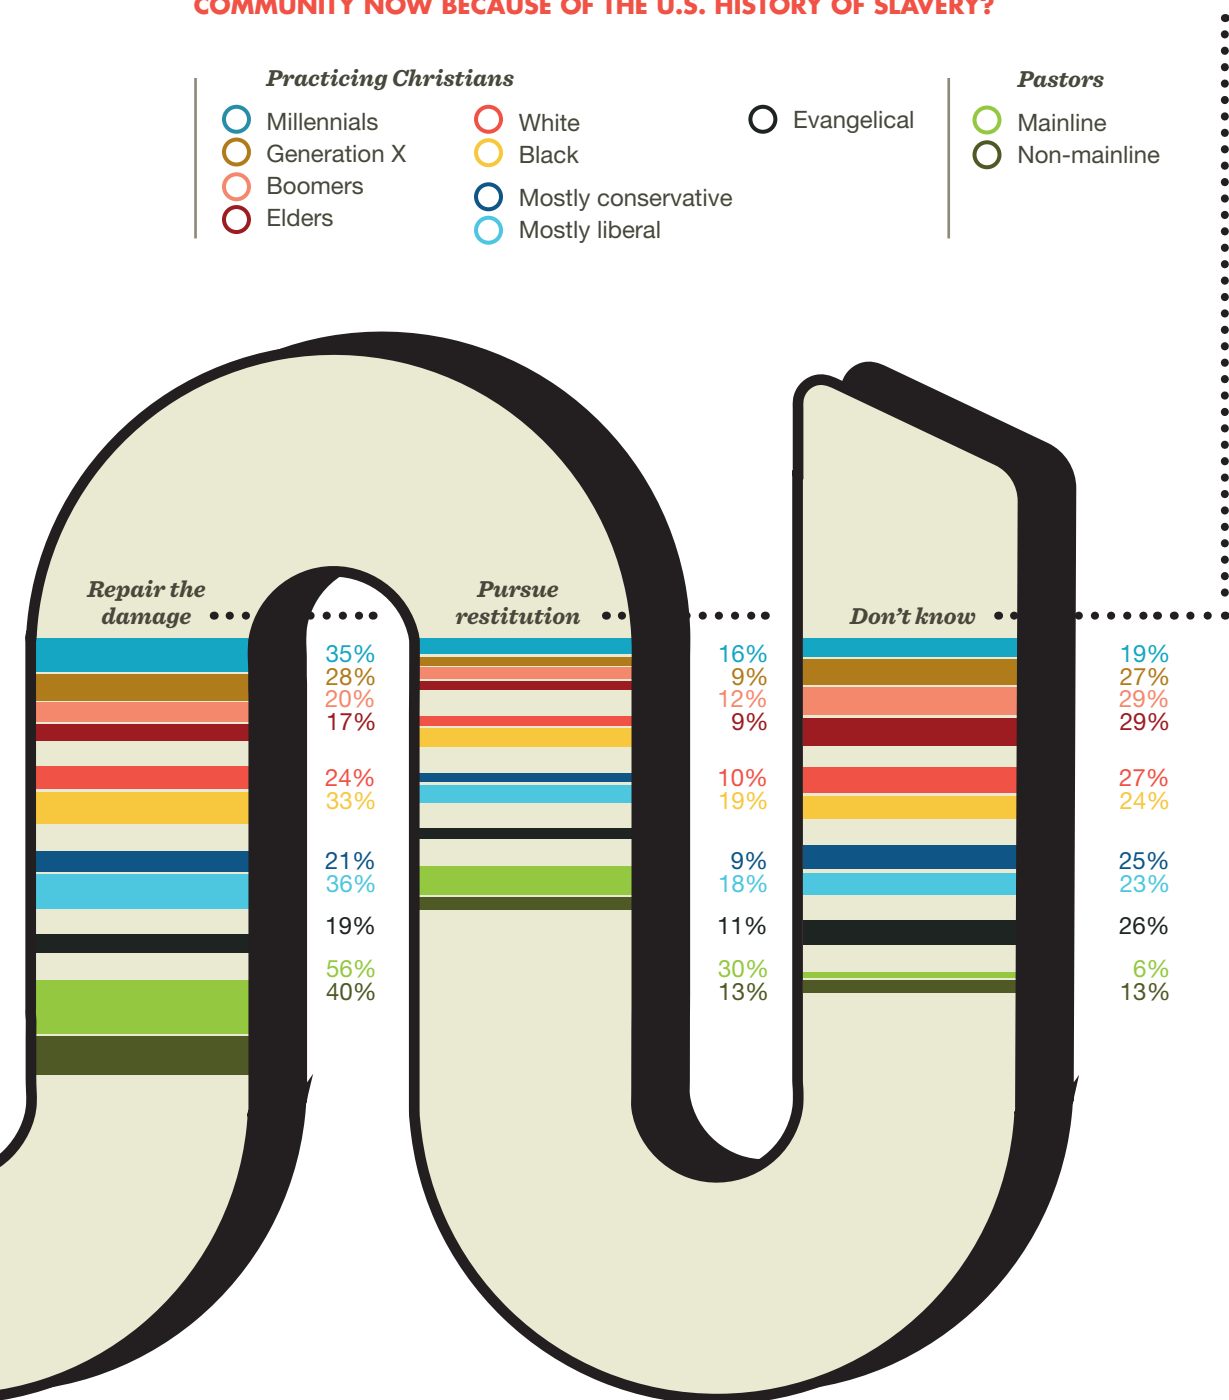 COMMUNITY NOW BECAUSE OF THE U.S. HISTORY OF SLAVERY?
Practicing Christians
Millennials
Generation X
Boomers
Elders
White
Black
Mostly conservative
Mostly liberal
Evangelical
Pastors
Mainline
Non-mainline
Repair the
damage
35%
28%
20%
17%
24%
33%
21%
36%
19%
56%
40%
Pursue
restitution
16%
9%
12%
9%
10%
19%
9%
18%
11%
30%
13%
Don't know
19%
27%
29%
29%
27%
24%
25%
23%
26%
6%
13%